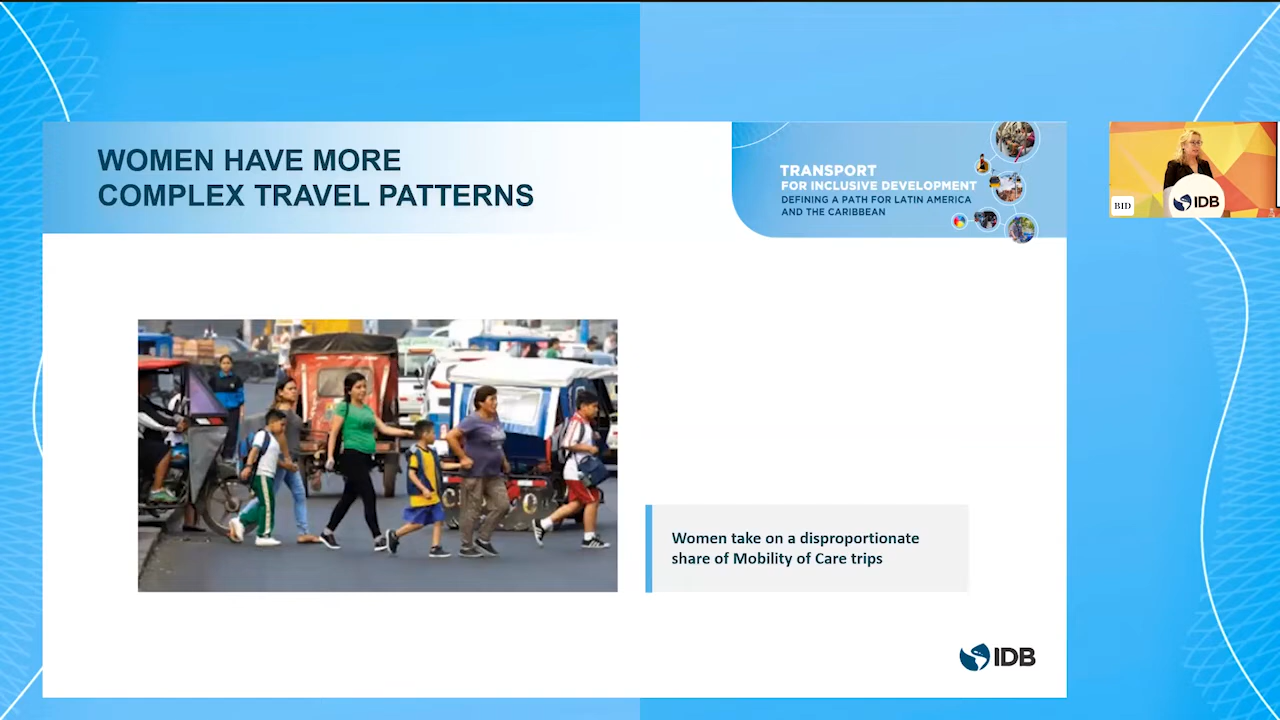 WOMEN HAVE MORE
COMPLEX TRAVEL PATTERNS
TRANSPORT
FOR INCLUSIVE DEVELOPMENT
DEFINING A PATH FOR LATIN AMERICA
AND THE CARIBBEAN
BID
IDB
Women take on a disproportionate
share of Mobility of Care trips
IDB